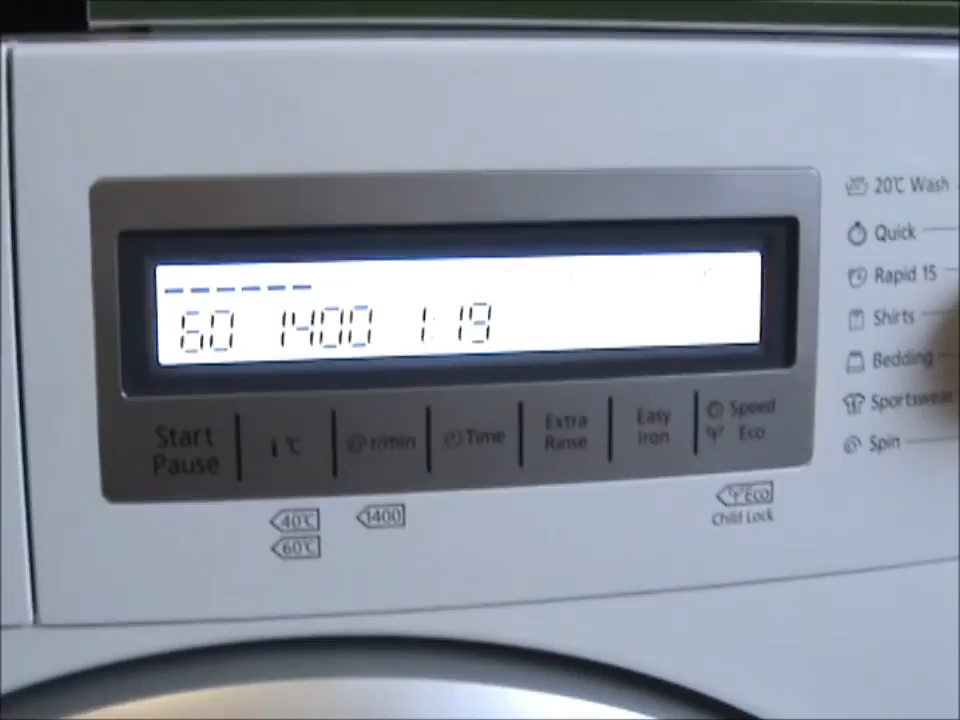 60 1400 1:19
Start
Pause
°C
r/min
Time
Extra
Rinse
Easy
Iron
Speed
Eco
40°C
60°C
1400
Eco
Child Lock
20°C Wash
Quick
Rapid 15
Shirts
Bedding
Sportswear
Spin